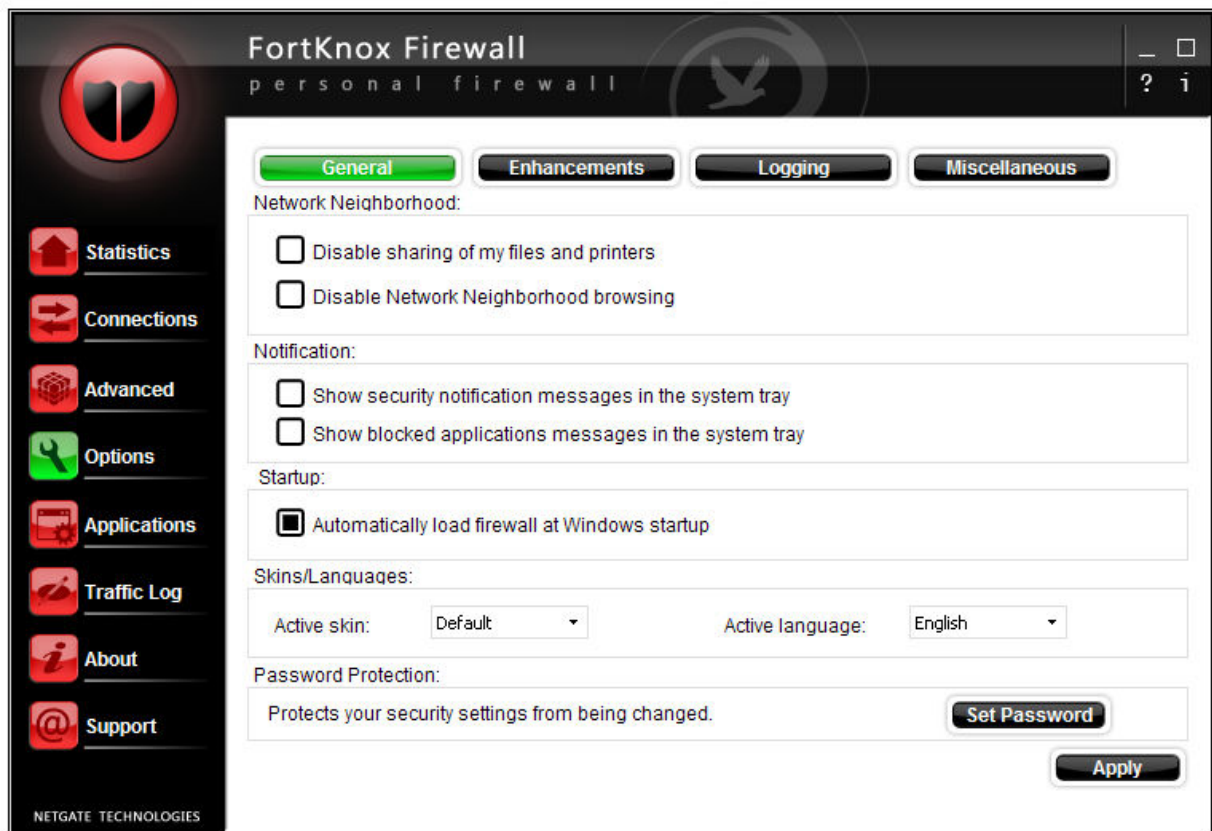 FortKnox Firewall
personal firewall
? i
General Enhancements Logging Miscellaneous
Network Neighborhood:
Disable sharing of my files and printers
Disable Network Neighborhood browsing
Notification:
Show security notification messages in the system tray
Show blocked applications messages in the system tray
Startup:
Automatically load firewall at Windows startup
Skins/Languages:
Active skin: Default Active language: English
Password Protection:
Protects your security settings from being changed. Set Password
Apply
Statistics
Connections
Advanced
Options
Applications
Traffic Log
i About
@ Support
NETGATE TECHNOLOGIES